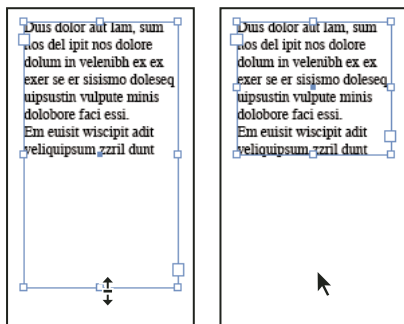 Duis dolor aut lam, sum
nos del ipit nos dolore
dolum in velenibh ex ex
exer se er sisismo doleseq
uipsustin vulpute minis
dolobore faci essi.
Em euisit wiscipit adit
veliquipsum zzril dunt
Duis dolor aut lam, sum
nos del ipit nos dolore
dolum in velenibh ex ex
exer se er sisismo doleseq
uipsustin vulpute minis
dolobore faci essi.
Em euisit wiscipit adit
veliquipsum zzril dunt